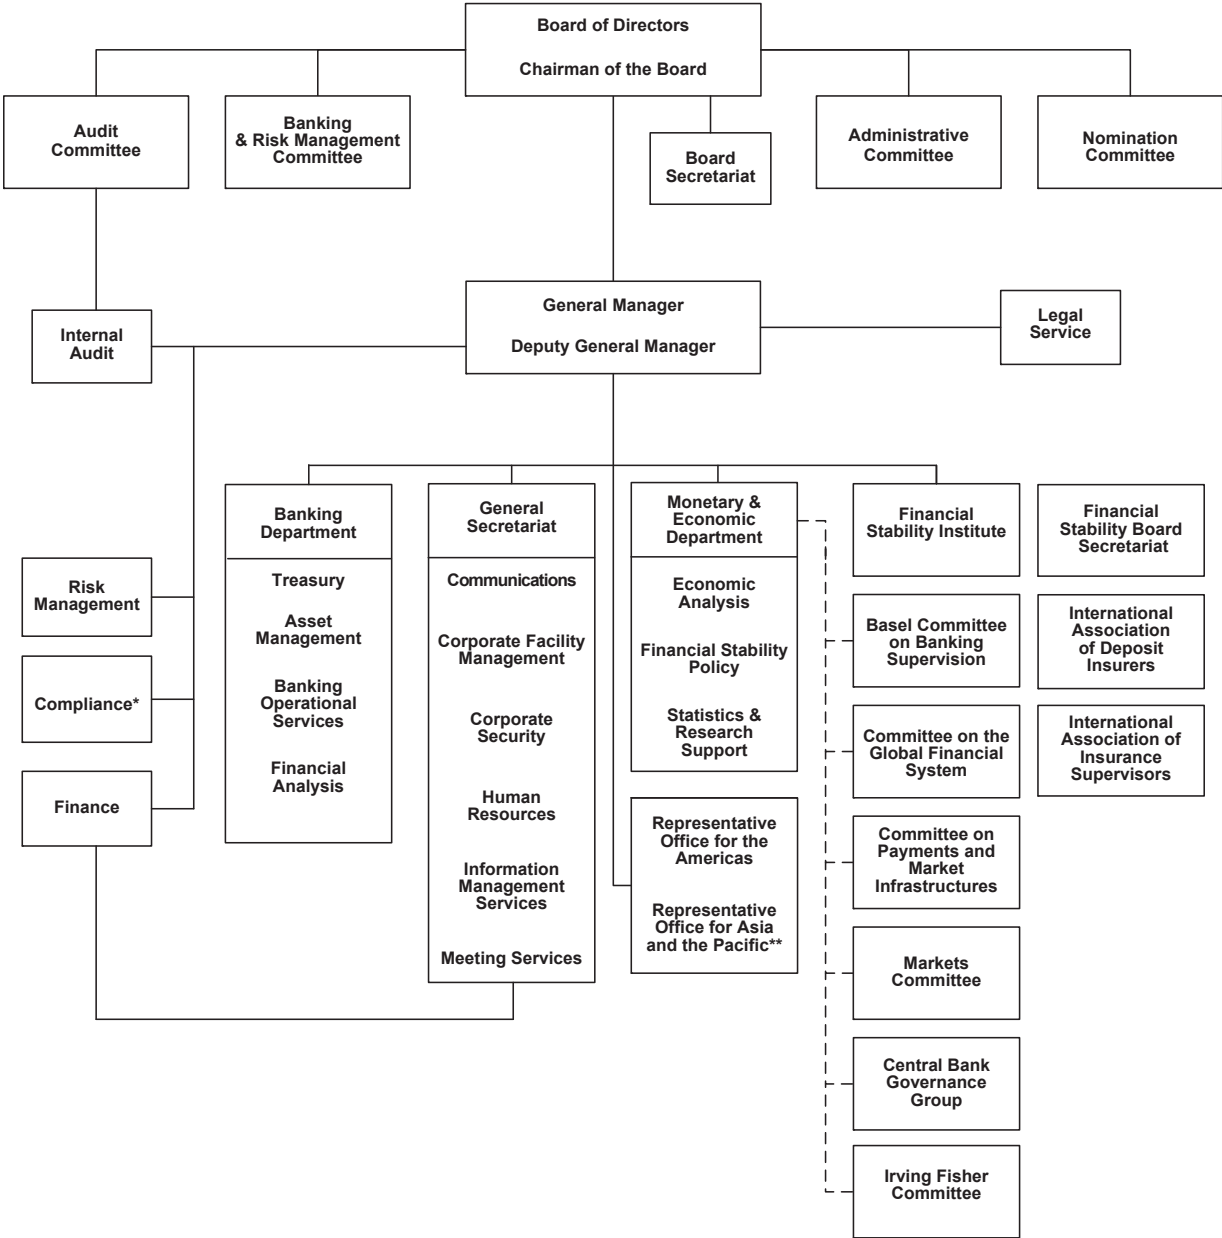 Board of Directors
Chairman of the Board
Audit
Committee
Banking
& Risk Management
Committee
Board
Secretariat
Administrative
Committee
Nomination
Committee
General Manager
Deputy General Manager
Internal
Audit
Legal
Service
Risk
Management
Compliance*
Finance
Banking
Department
Treasury
Asset
Management
Banking
Operational
Services
Financial
Analysis
General
Secretariat
Communications
Corporate Facility
Management
Corporate
Security
Human
Resources
Information
Management
Services
Meeting Services
Monetary &
Economic
Department
Economic
Analysis
Financial Stability
Policy
Statistics &
Research
Support
Representative
Office for the
Americas
Representative
Office for Asia
and the Pacific**
Financial
Stability Institute
Basel Committee
on Banking
Supervision
Committee on the
Global Financial
System
Committee on
Payments and
Market
Infrastructures
Markets
Committee
Central Bank
Governance
Group
Irving Fisher
Committee
Financial
Stability Board
Secretariat
International
Association
of Deposit
Insurers
International
Association of
Insurance
Supervisors